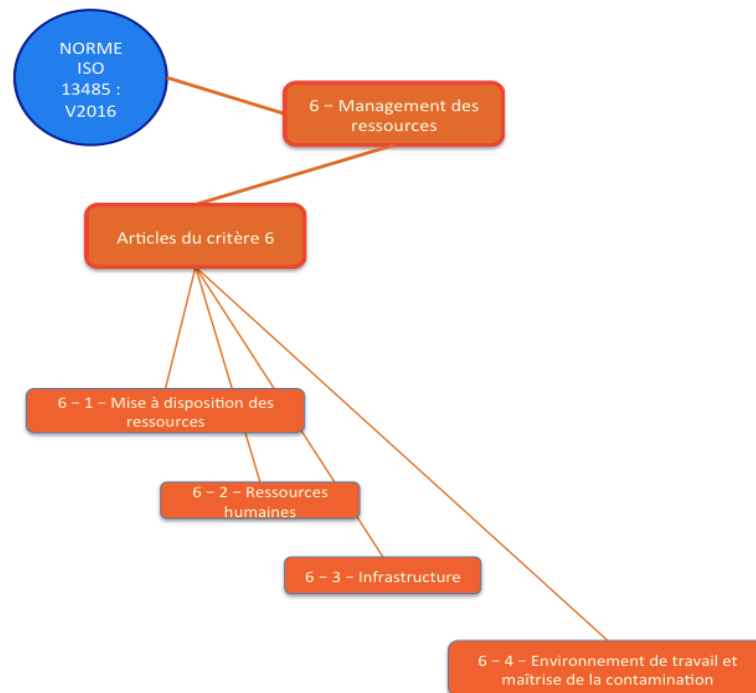 NORME
ISO
13485 :
V2016
6 – Management des
ressources
Articles du critère 6
6 – 1 – Mise à disposition des
ressources
6 – 2 – Ressources
humaines
6 – 3 – Infrastructure
6 – 4 – Environnement de travail et
maîtrise de la contamination